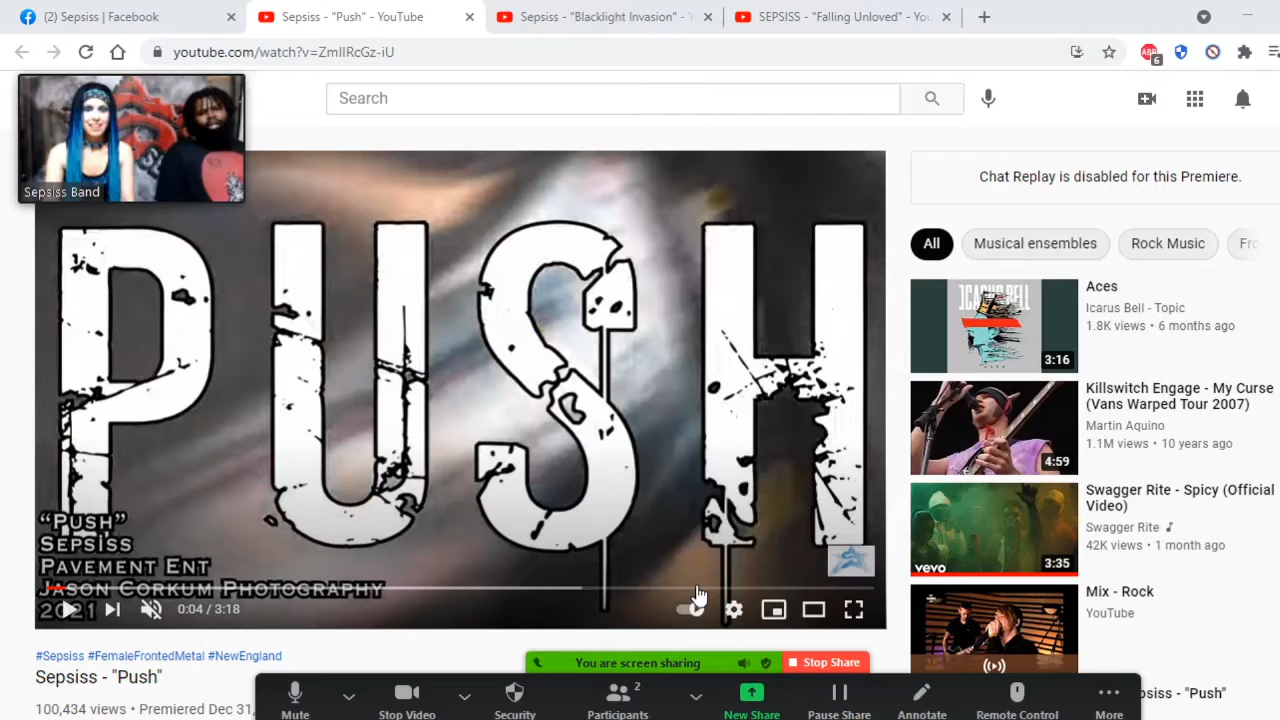 (2) Sepsiss | Facebook
Sepsiss - "Push" - YouTube
Sepsiss - "Blacklight Invasion" - Y
SEPSISS - "Falling Unloved" - You
youtube.com/watch?v=ZmIIRcGz-iU
ABP
6
Search
Sepsiss Band
PUSH
"PUSH"
SEPSISS
PAVEMENT ENT
JASON CORKUM PHOTOGRAPHY
2021
0:04 / 3:18
#Sepsiss #FemaleFrontedMetal #NewEngland
Sepsiss - "Push"
100,434 views • Premiered Dec 31,
Chat Replay is disabled for this Premiere.
All
Musical ensembles
Rock Music
Fro
ICARUS BELL
3:16
Aces
Icarus Bell - Topic
1.8K views • 6 months ago
4:59
Killswitch Engage - My Curse
(Vans Warped Tour 2007)
Martin Aquino
1.1M views • 10 years ago
vevo
3:35
Swagger Rite - Spicy (Official
Video)
Swagger Rite
42K views • 1 month ago
Mix - Rock
YouTube
psiss - "Push"
You are screen sharing
Stop Share
Mute
Stop Video
Security
2
Participants
New Share
Pause Share
Annotate
Remote Control
More